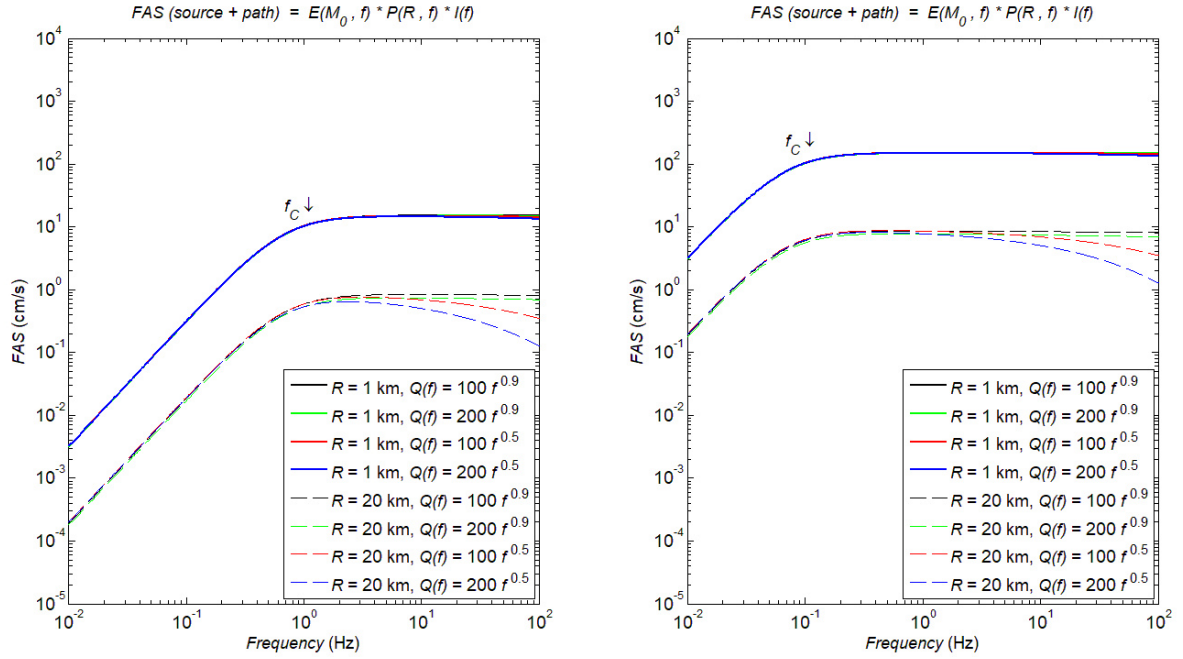 FAS (source + path) = E(M0 , f) * P(R , f) * I(f)
10^4
10^3
10^2
10^1
10^0
10^-1
10^-2
10^-3
10^-4
10^-5
FAS (cm/s)
fC ↓
R = 1 km, Q(f) = 100 f^0.9
R = 1 km, Q(f) = 200 f^0.9
R = 1 km, Q(f) = 100 f^0.5
R = 1 km, Q(f) = 200 f^0.5
R = 20 km, Q(f) = 100 f^0.9
R = 20 km, Q(f) = 200 f^0.9
R = 20 km, Q(f) = 100 f^0.5
R = 20 km, Q(f) = 200 f^0.5
10^-2 10^-1 10^0 10^1 10^2
Frequency (Hz)
FAS (source + path) = E(M0 , f) * P(R , f) * I(f)
10^4
10^3
10^2
10^1
10^0
10^-1
10^-2
10^-3
10^-4
10^-5
FAS (cm/s)
fC ↓
R = 1 km, Q(f) = 100 f^0.9
R = 1 km, Q(f) = 200 f^0.9
R = 1 km, Q(f) = 100 f^0.5
R = 1 km, Q(f) = 200 f^0.5
R = 20 km, Q(f) = 100 f^0.9
R = 20 km, Q(f) = 200 f^0.9
R = 20 km, Q(f) = 100 f^0.5
R = 20 km, Q(f) = 200 f^0.5
10^-2 10^-1 10^0 10^1 10^2
Frequency (Hz)